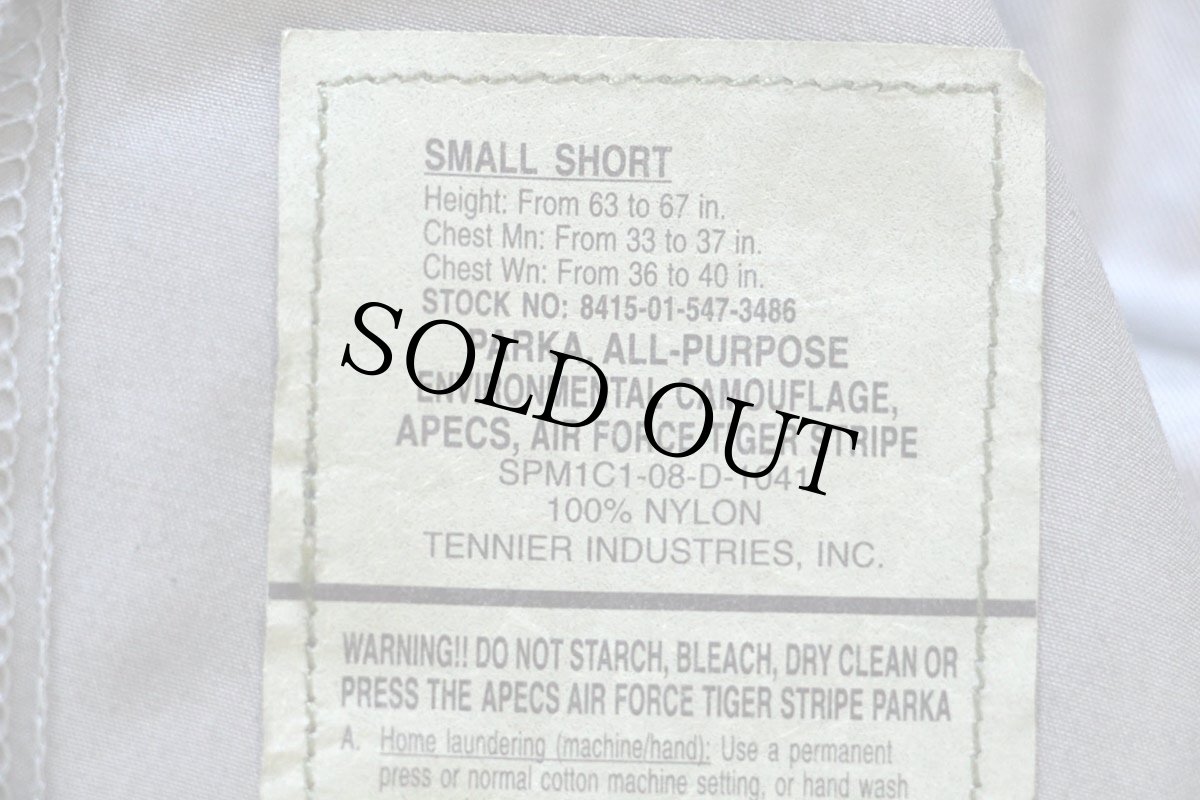 SMALL SHORT
Height: From 63 to 67 in.
Chest Mn: From 33 to 37 in.
Chest Wn: From 36 to 40 in.
STOCK NO: 8415-01-547-3486
PARKA, ALL-PURPOSE
ENVIRONMENTAL CAMOUFLAGE,
APECS, AIR FORCE TIGER STRIPE
SOLD OUT
SPM1C1-08-D-1041
100% NYLON
TENNIER INDUSTRIES, INC.
WARNING!! DO NOT STARCH, BLEACH, DRY CLEAN OR
PRESS THE APECS AIR FORCE TIGER STRIPE PARKA
A. Home laundering (machine/hand): Use a permanent
press or normal cotton machine setting, or hand wash